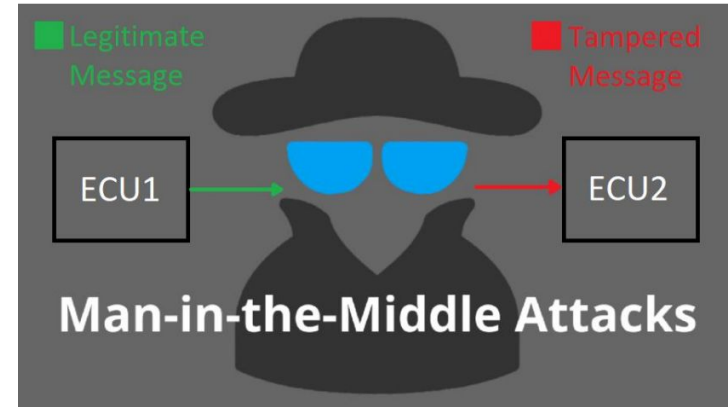 Legitimate
Message
Tampered
Message
ECU1
ECU2
Man-in-the-Middle Attacks